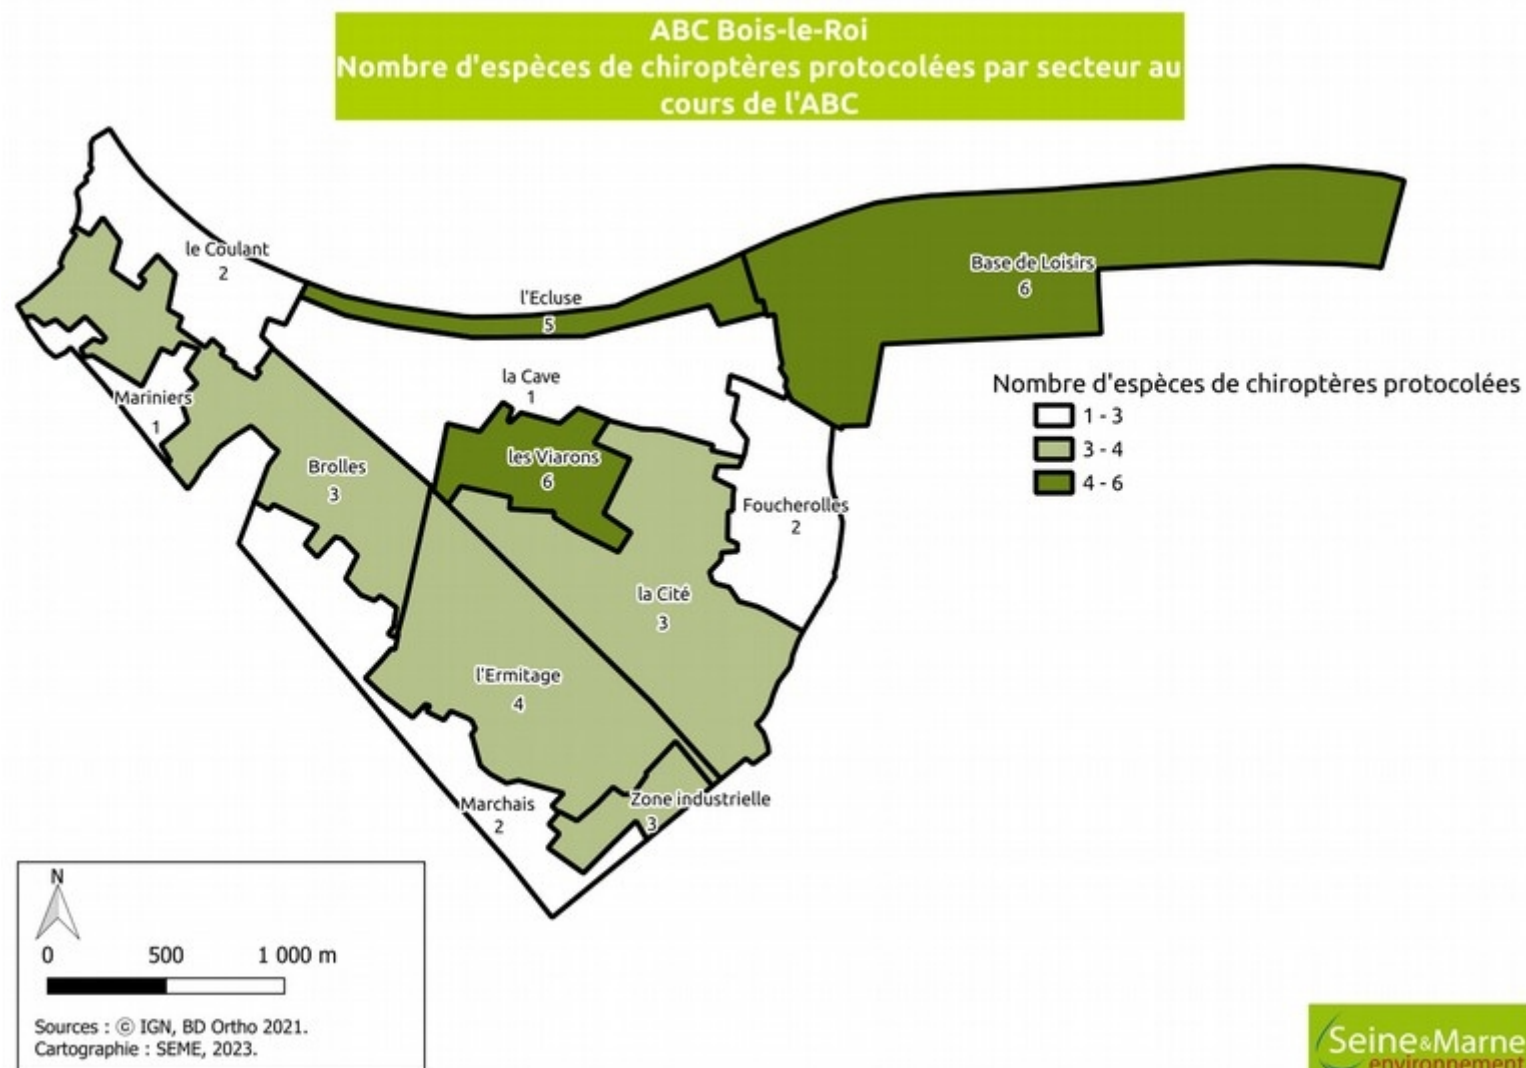 ABC Bois-le-Roi
Nombre d'espèces de chiroptères protocolées par secteur au
cours de l'ABC
le Coulant
2
l'Ecluse
5
Base de Loisirs
6
la Cave
1
Mariniers
1
Brolles
3
les Viarons
6
Foucherolles
2
la Cité
3
l'Ermitage
4
Marchais
2
Zone industrielle
3
Nombre d'espèces de chiroptères protocolées
1 - 3
3 - 4
4 - 6
N
0 500 1 000 m
Sources : © IGN, BD Ortho 2021.
Cartographie : SEME, 2023.
Seine&Marne
environnement